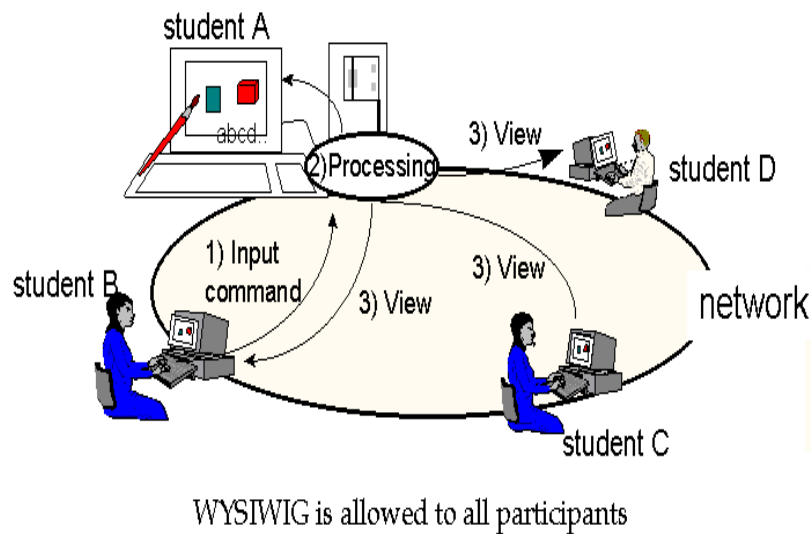 student A
abcd..
2) Processing
3) View
student D
1) Input
command
student B
3) View
3) View
network
student C
WYSIWIG is allowed to all participants